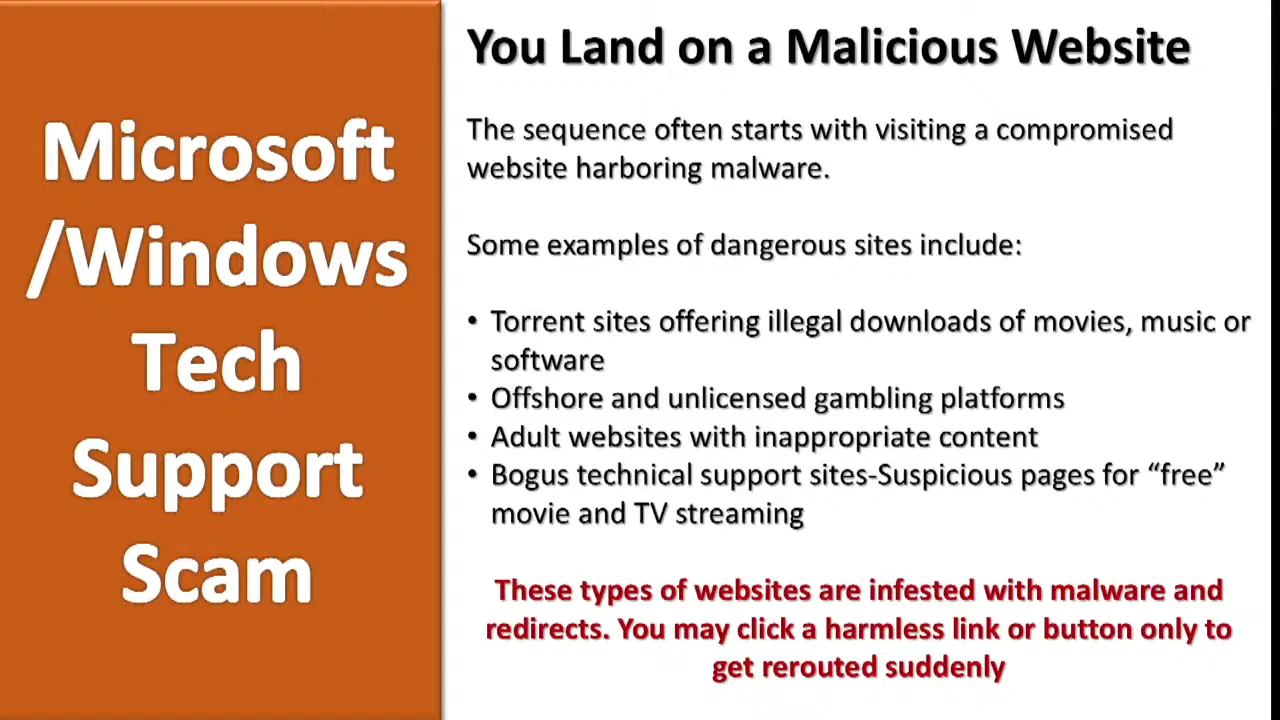 Microsoft
/Windows
Tech
Support
Scam
You Land on a Malicious Website
The sequence often starts with visiting a compromised
website harboring malware.
Some examples of dangerous sites include:
• Torrent sites offering illegal downloads of movies, music or
software
• Offshore and unlicensed gambling platforms
• Adult websites with inappropriate content
• Bogus technical support sites-Suspicious pages for “free”
movie and TV streaming
These types of websites are infested with malware and
redirects. You may click a harmless link or button only to
get rerouted suddenly